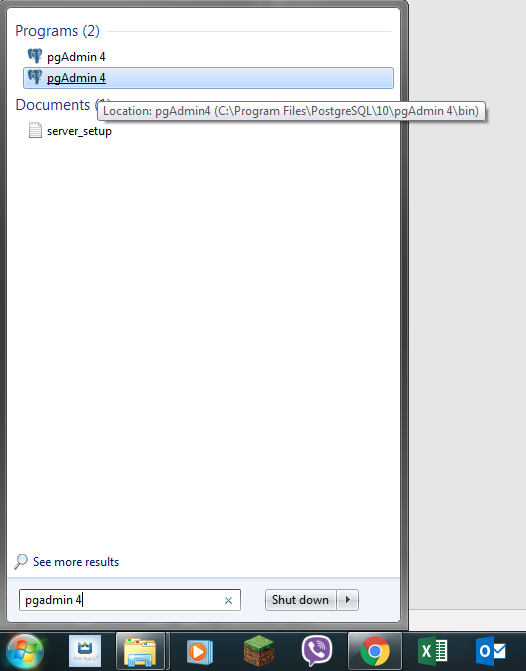 Programs (2)
pgAdmin 4
pgAdmin 4
Documents (1)
Location: pgAdmin4 (C:\Program Files\PostgreSQL\10\pgAdmin 4\bin)
server_setup
See more results
pgadmin 4
Shut down